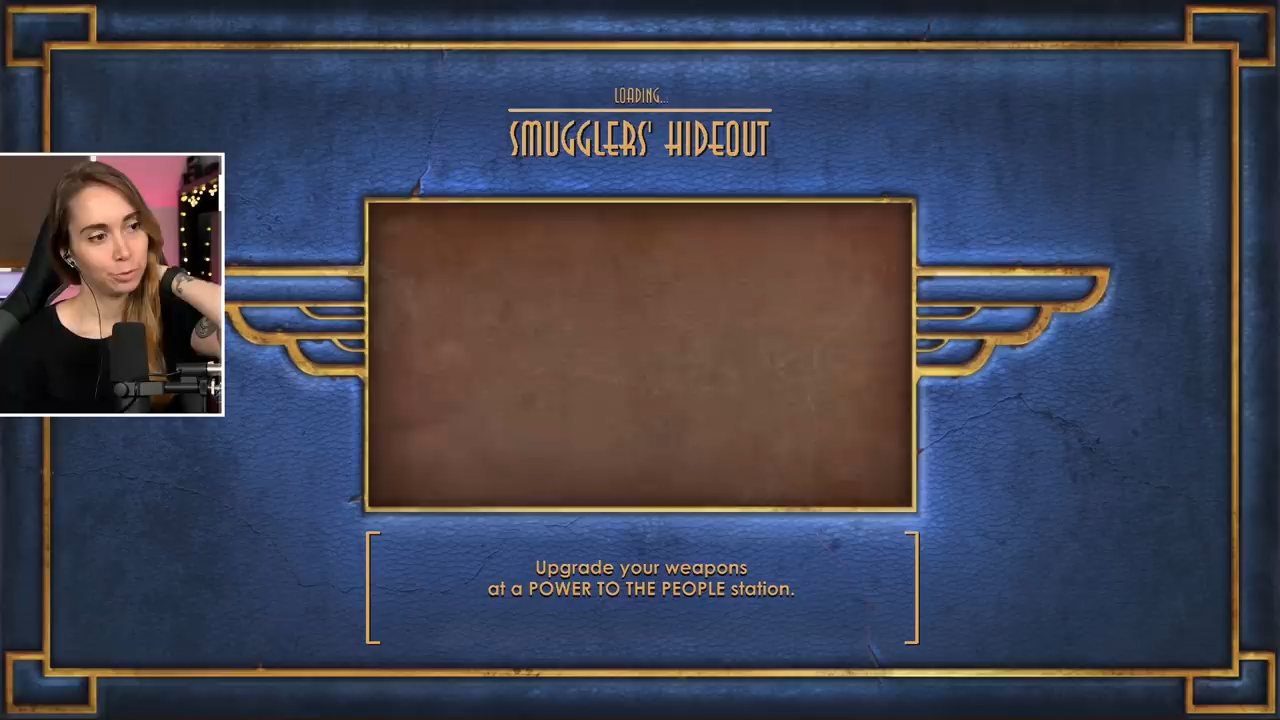 LOADING...
SMUGGLERS' HIDEOUT
Upgrade your weapons
at a POWER TO THE PEOPLE station.